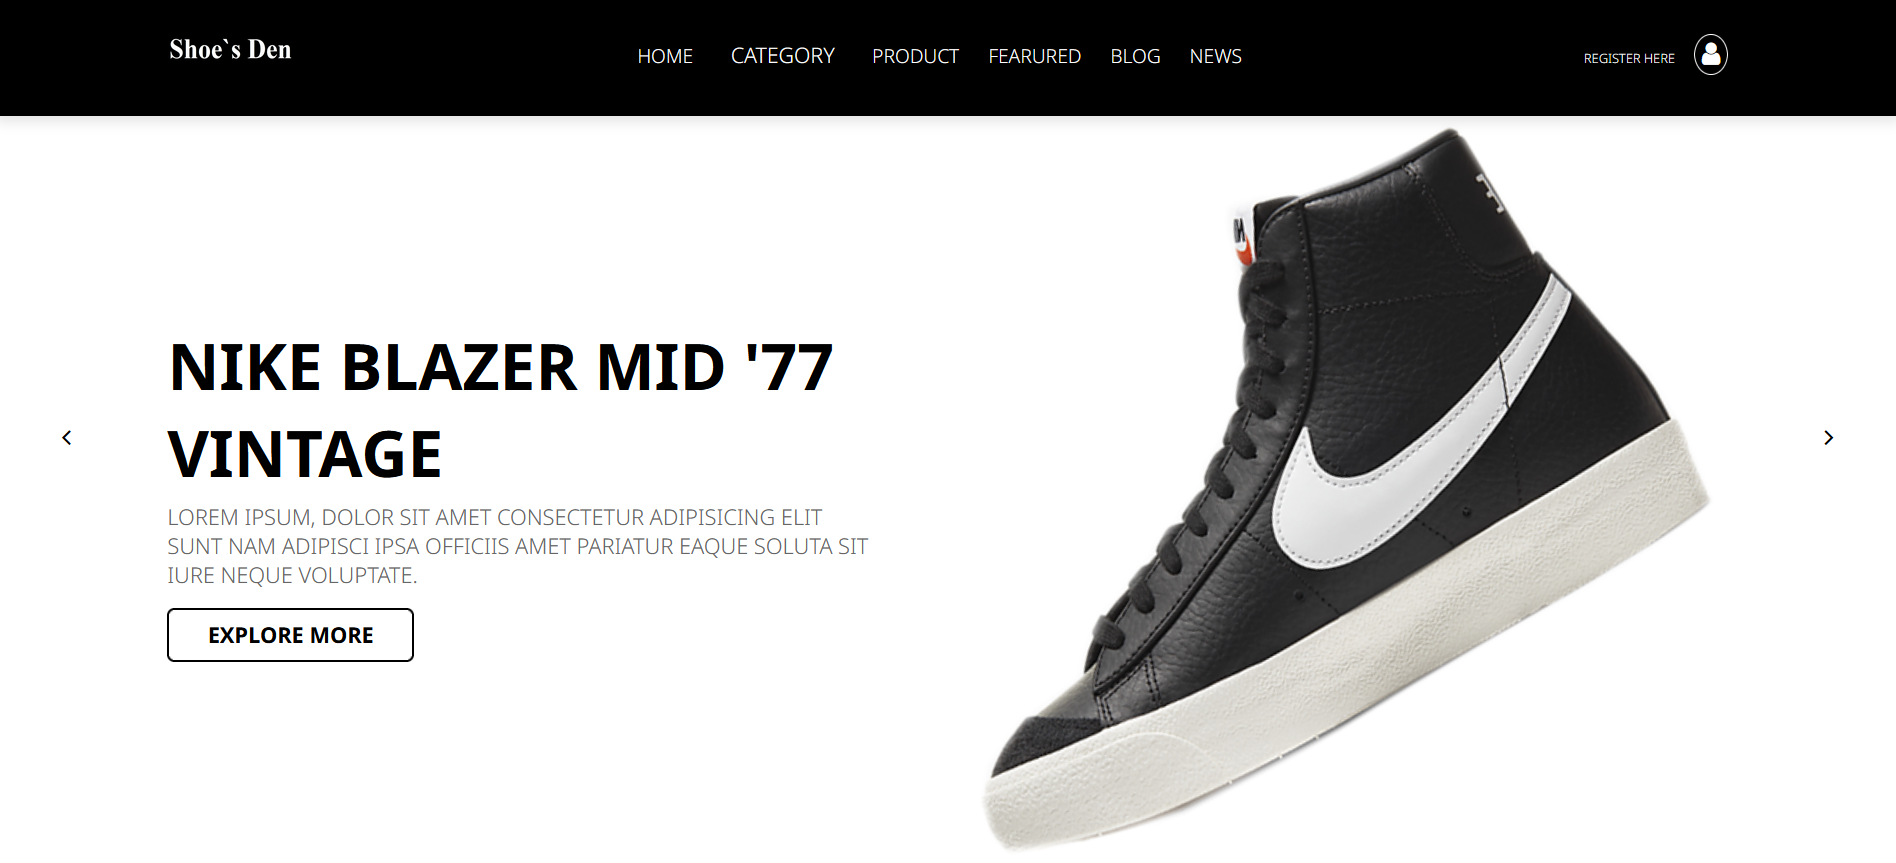 Shoe`s Den
HOME CATEGORY PRODUCT FEARURED BLOG NEWS
REGISTER HERE
NIKE BLAZER MID '77
VINTAGE
LOREM IPSUM, DOLOR SIT AMET CONSECTETUR ADIPISICING ELIT
SUNT NAM ADIPISCI IPSA OFFICIIS AMET PARIATUR EAQUE SOLUTA SIT
IURE NEQUE VOLUPTATE.
EXPLORE MORE